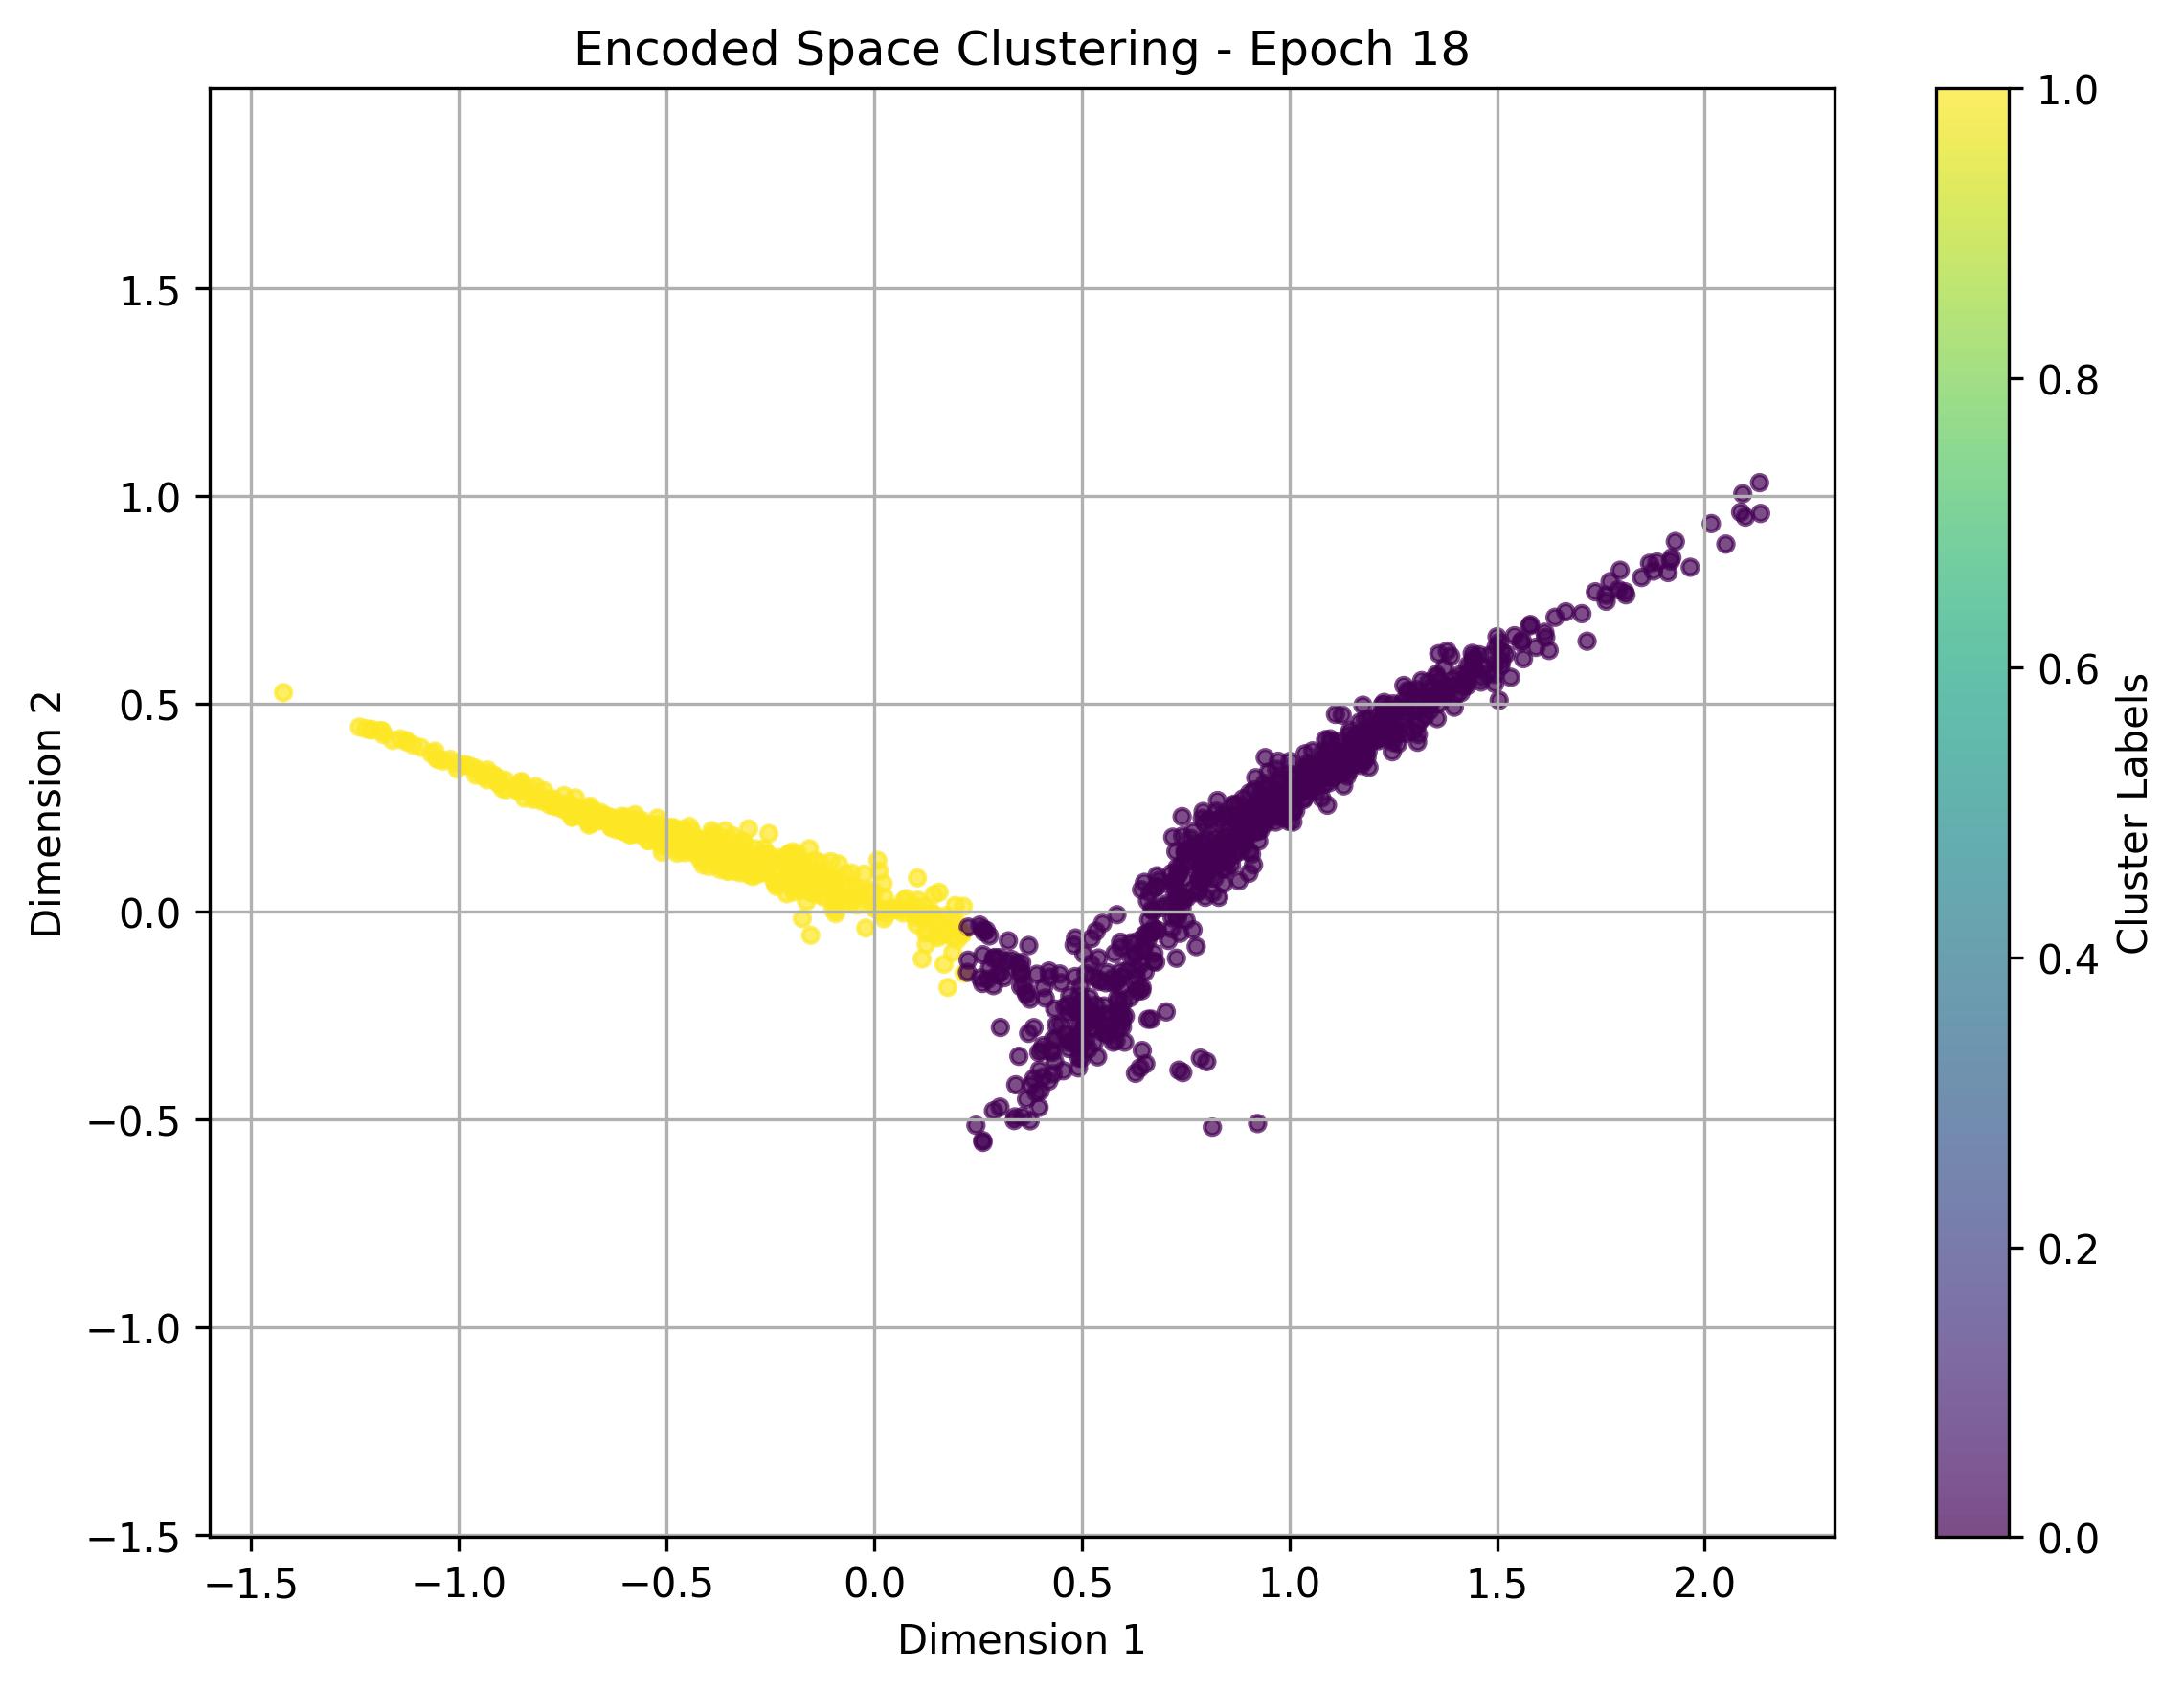 Encoded Space Clustering - Epoch 18
1.5
1.0
0.5
0.0
−0.5
−1.0
−1.5
Dimension 2
−1.5 −1.0 −0.5 0.0 0.5 1.0 1.5 2.0
Dimension 1
1.0
0.8
0.6
0.4
0.2
0.0
Cluster Labels